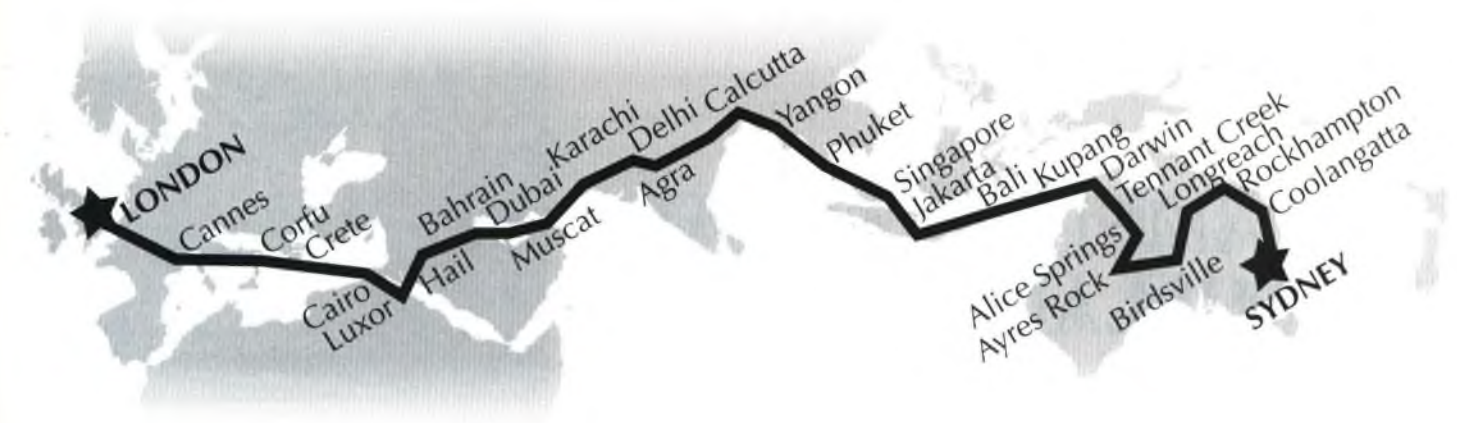 LONDON
Cannes
Corfu
Crete
Cairo
Luxor
Hail
Bahrain
Dubai
Muscat
Karachi
Delhi
Agra
Calcutta
Yangon
Phuket
Singapore
Jakarta
Bali
Kupang
Darwin
Tennant Creek
Alice Springs
Ayres Rock
Birdsville
Longreach
Rockhampton
Coolangatta
SYDNEY